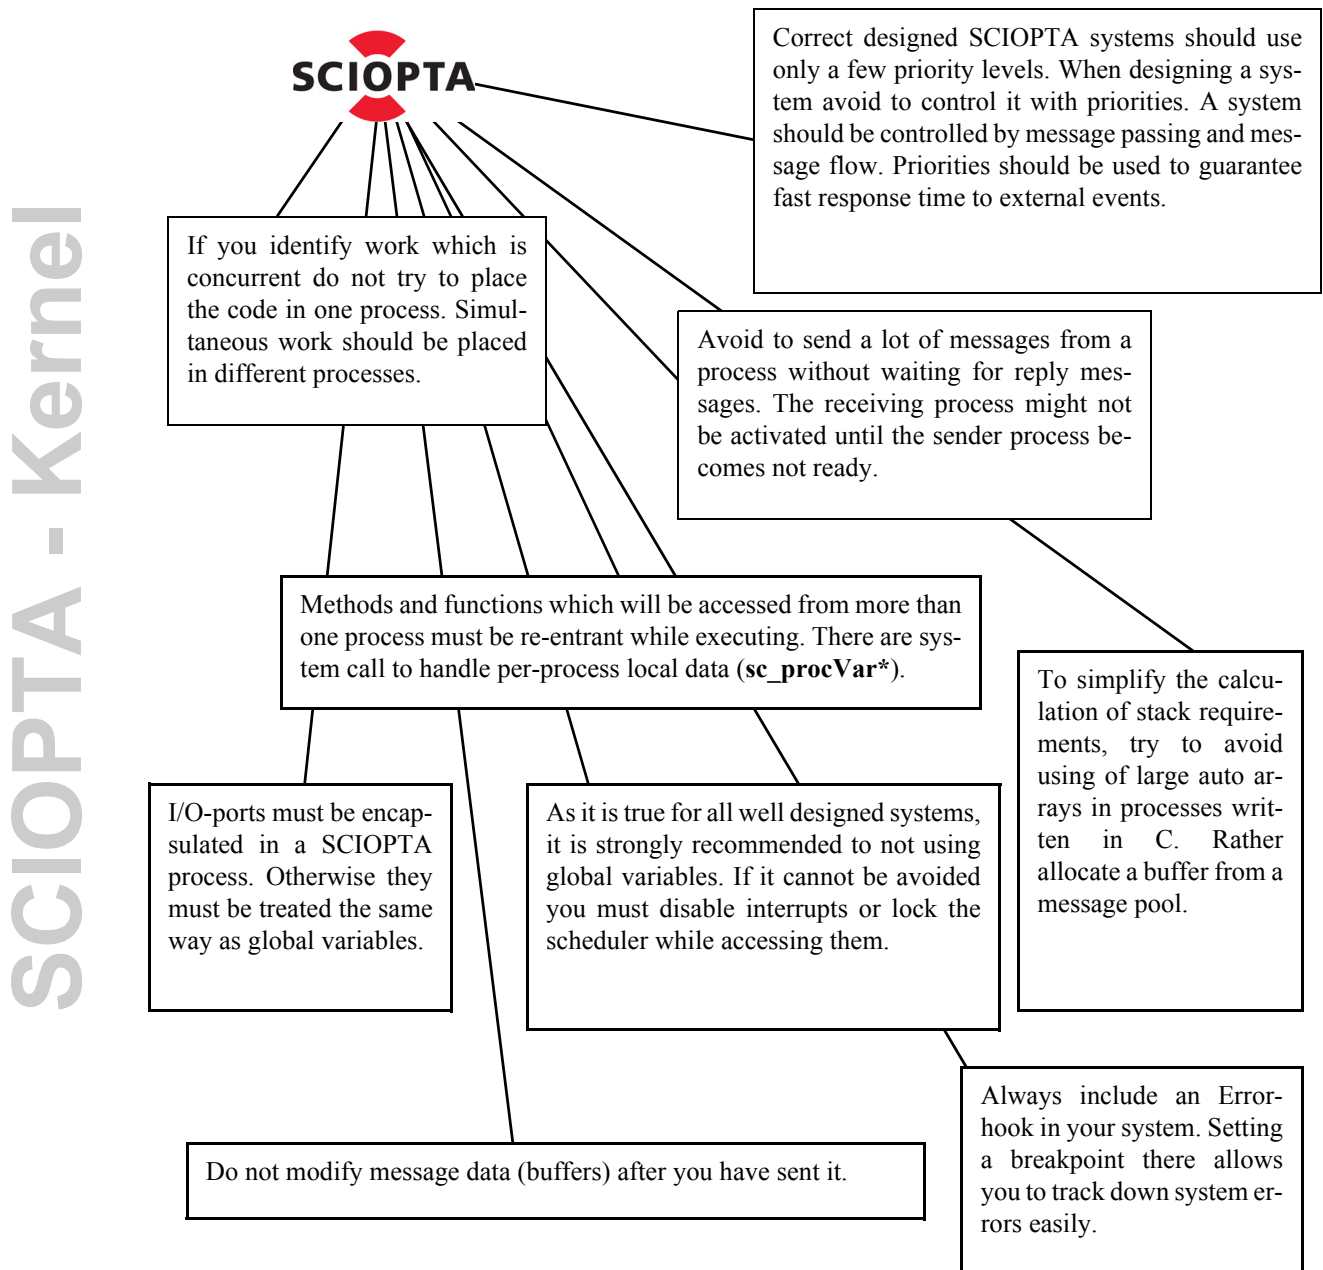 SCIOPTA - Kernel
SCIOPTA
Correct designed SCIOPTA systems should use
only a few priority levels. When designing a sys-
tem avoid to control it with priorities. A system
should be controlled by message passing and mes-
sage flow. Priorities should be used to guarantee
fast response time to external events.
If you identify work which is
concurrent do not try to place
the code in one process. Simul-
taneous work should be placed
in different processes.
Avoid to send a lot of messages from a
process without waiting for reply mes-
sages. The receiving process might not
be activated until the sender process be-
comes not ready.
Methods and functions which will be accessed from more than
one process must be re-entrant while executing. There are sys-
tem call to handle per-process local data (sc_procVar*).
To simplify the calcu-
lation of stack require-
ments, try to avoid
using of large auto ar-
rays in processes writ-
ten in C. Rather
allocate a buffer from a
message pool.
I/O-ports must be encap-
sulated in a SCIOPTA
process. Otherwise they
must be treated the same
way as global variables.
As it is true for all well designed systems,
it is strongly recommended to not using
global variables. If it cannot be avoided
you must disable interrupts or lock the
scheduler while accessing them.
Always include an Error-
hook in your system. Setting
a breakpoint there allows
you to track down system er-
rors easily.
Do not modify message data (buffers) after you have sent it.